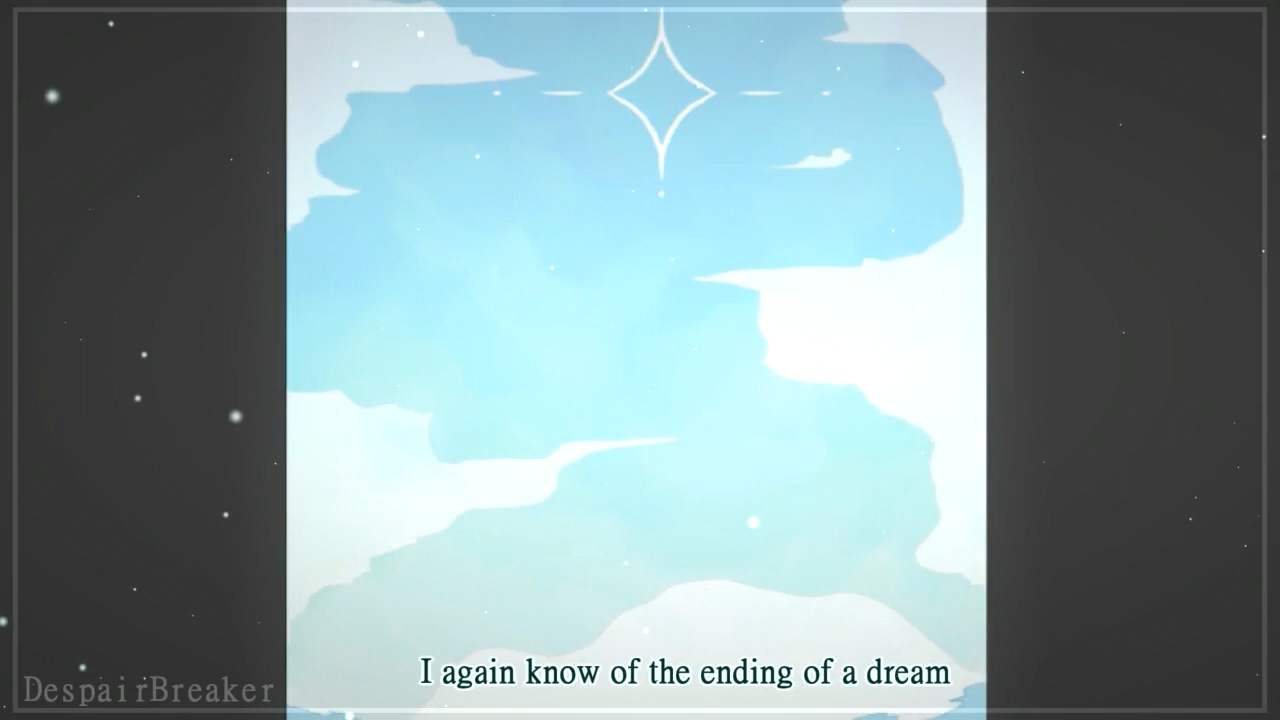 I again know of the ending of a dream
DespairBreaker